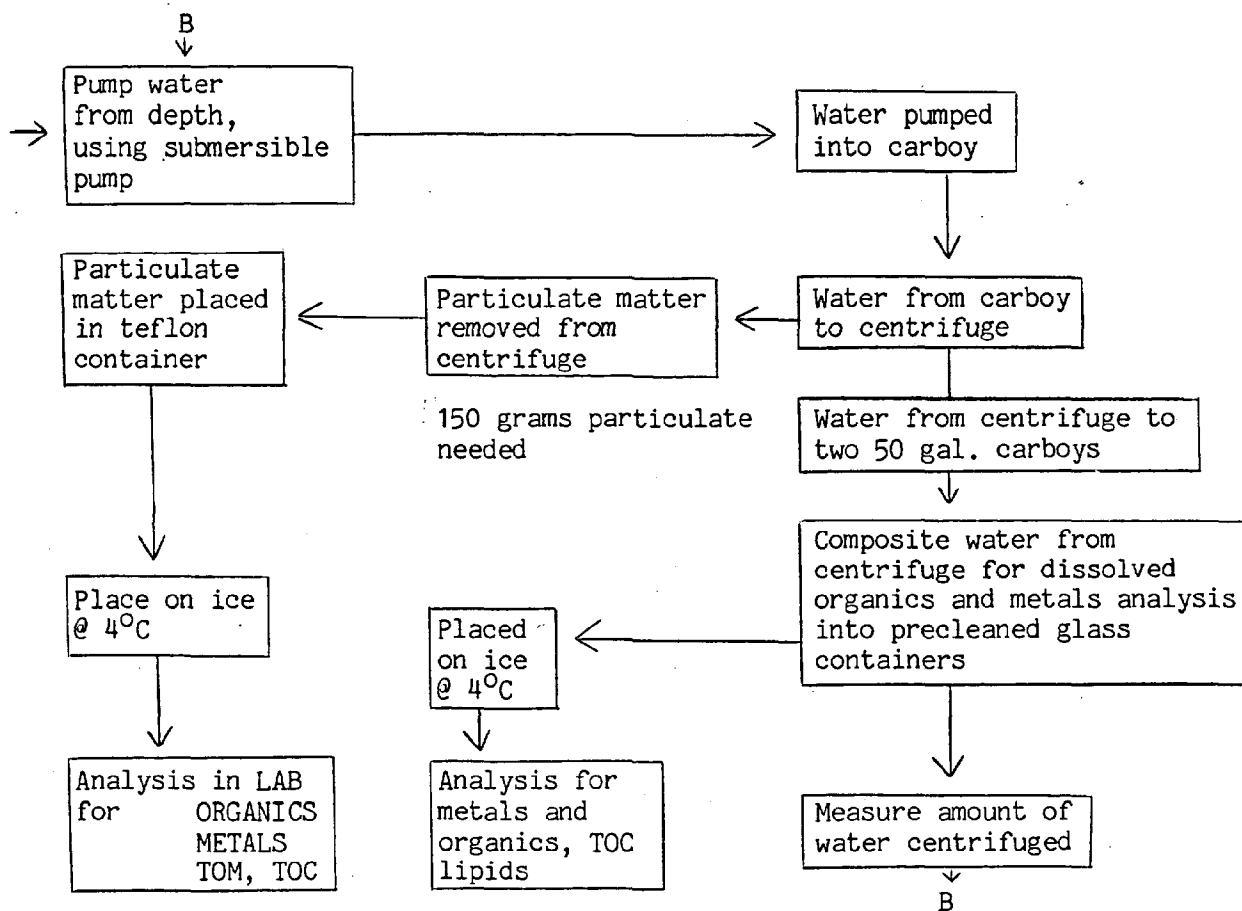 B
Pump water
from depth,
using submersible
pump
Water pumped
into carboy
Particulate
matter placed
in teflon
container
Particulate matter
removed from
centrifuge
Water from carboy
to centrifuge
150 grams particulate
needed
Water from centrifuge to
two 50 gal. carboys
Composite water from
centrifuge for dissolved
organics and metals analysis
into precleaned glass
containers
Place on ice
@ 4°C
Placed
on ice
@ 4°C
Analysis in LAB
for ORGANICS
METALS
TOM, TOC
Analysis for
metals and
organics, TOC
lipids
Measure amount of
water centrifuged
B